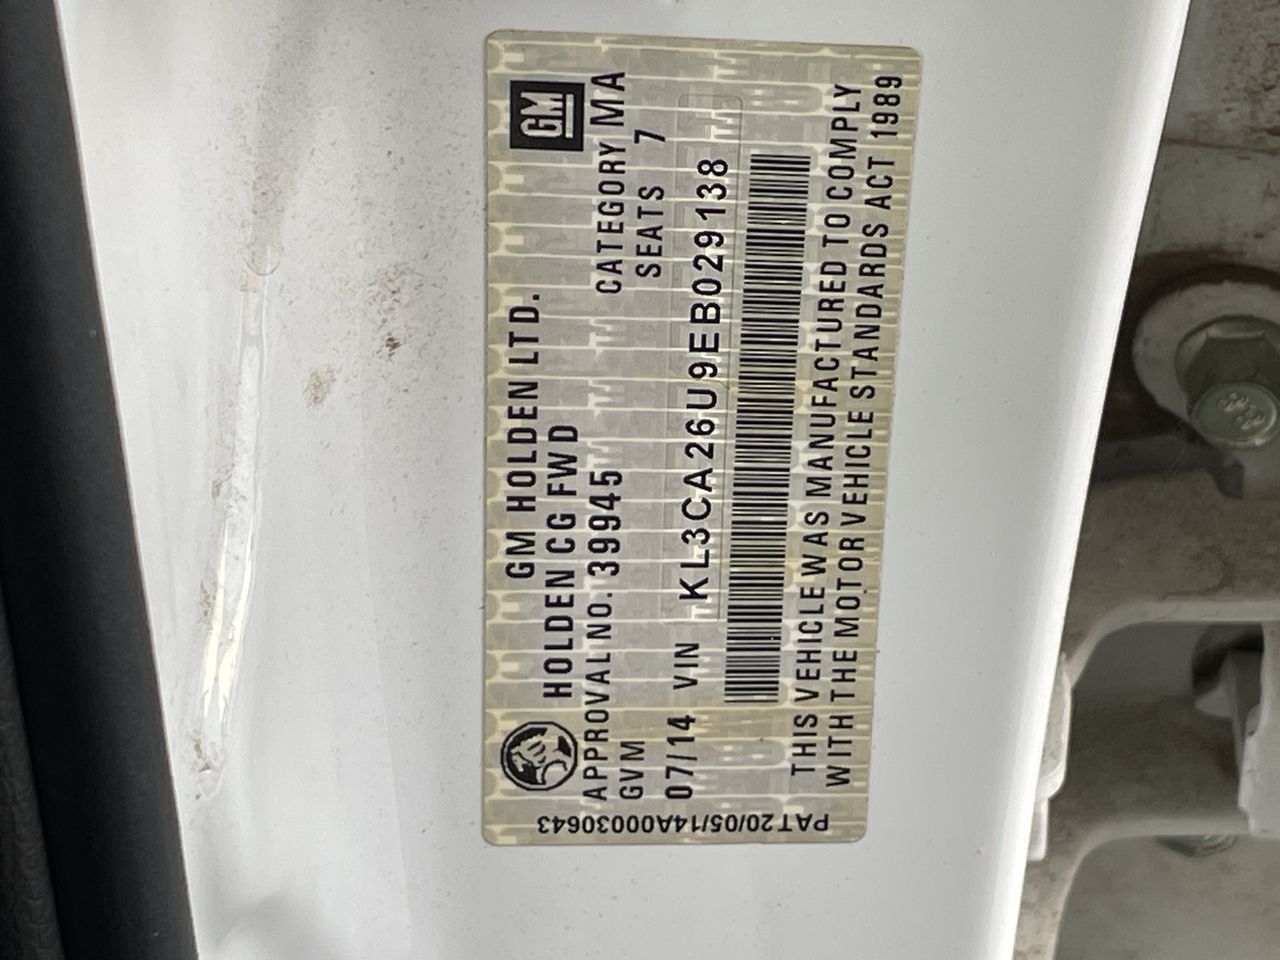 GM HOLDEN LTD.
GM
HOLDEN CG FWD
APPROVAL NO. 39945 CATEGORY MA
GVM SEATS 7
07/14 VIN KL3CA26U9EB029138
THIS VEHICLE WAS MANUFACTURED TO COMPLY
WITH THE MOTOR VEHICLE STANDARDS ACT 1989
PAT20/05/14A00030643